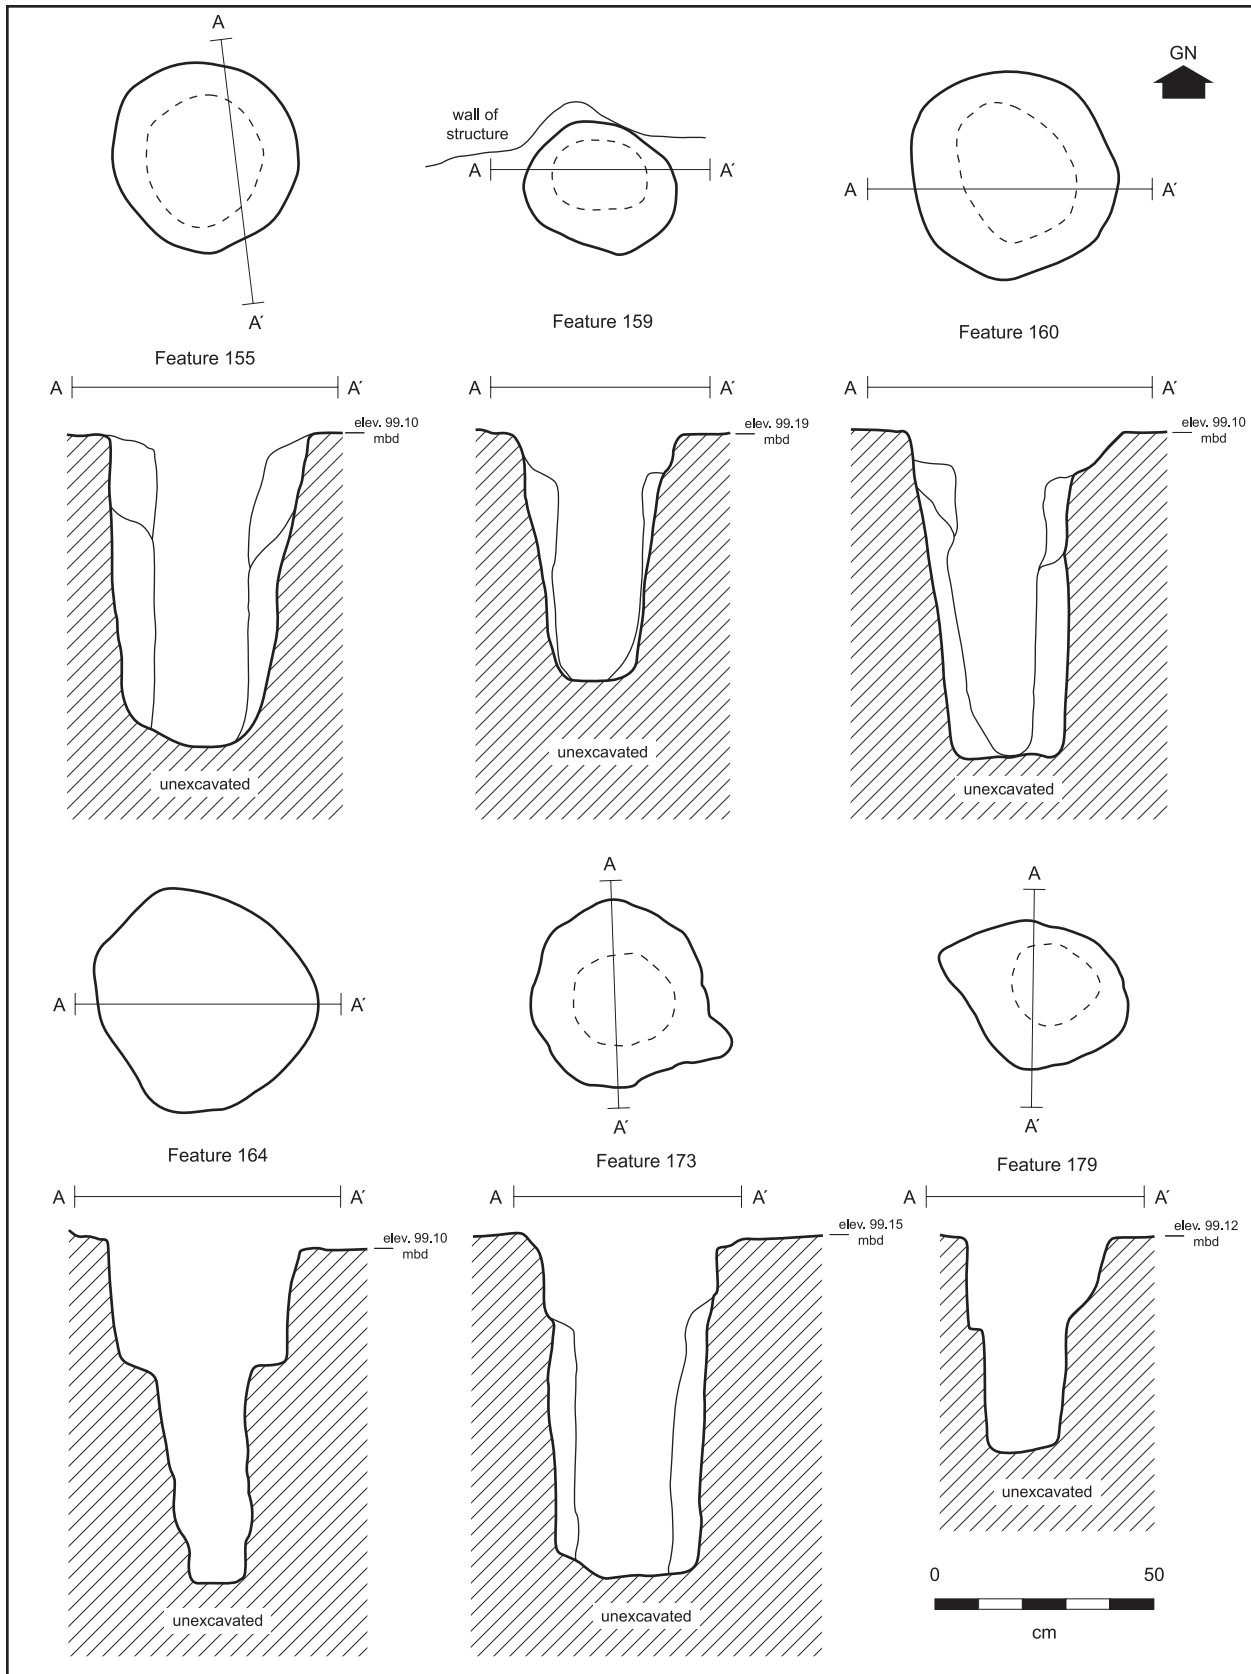 A
GN
wall of
structure
A A′
A A′
A′
Feature 155
Feature 159
Feature 160
A A′
A A′
A A′
elev. 99.10
mbd
elev. 99.19
mbd
elev. 99.10
mbd
unexcavated
unexcavated
unexcavated
A A′
Feature 164
A
A′
Feature 173
A
A′
Feature 179
A A′
A A′
A A′
elev. 99.10
mbd
elev. 99.15
mbd
elev. 99.12
mbd
unexcavated
unexcavated
unexcavated
0 50
cm